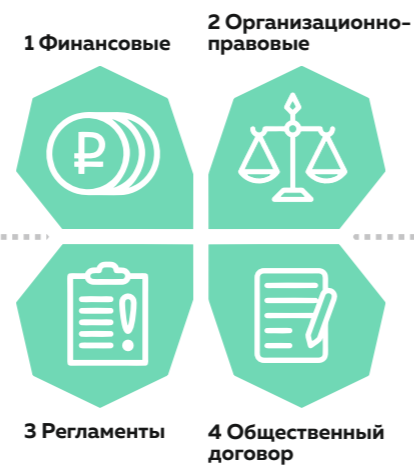 1 Финансовые
2 Организационно-
правовые
3 Регламенты
4 Общественный
договор